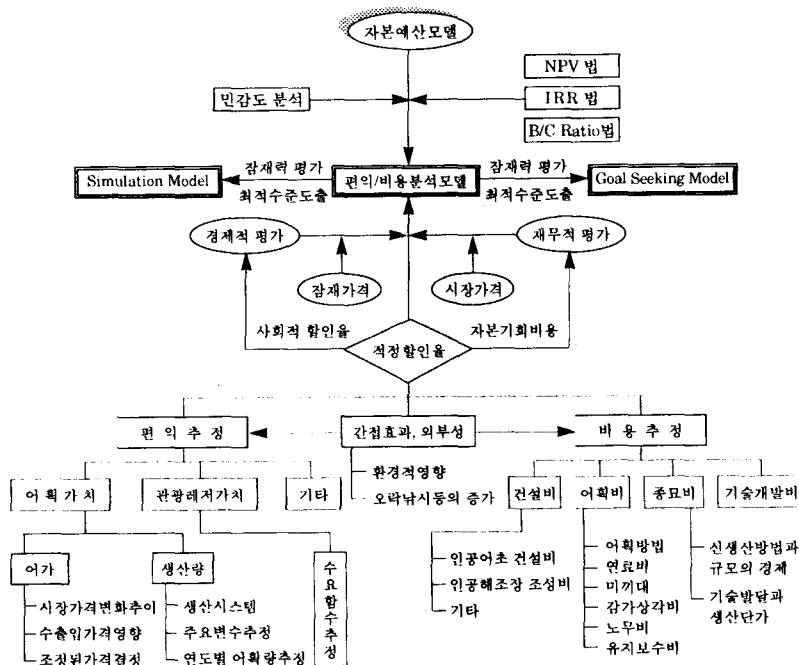 자본예산모델
NPV 법
민감도 분석
IRR 법
B/C Ratio법
잠재력 평가
잠재력 평가
Simulation Model
편익/비용분석모델
Goal Seeking Model
최적수준도출
최적수준도출
경제적 평가
재무적 평가
잠재가격
시장가격
사회적 할인율
자본기회비용
적정할인율
편 익 추 정
간접효과, 외부성
비 용 추 정
환경적영향
오락낚시등의 증가
어 획 가 치
관광레저가치
기타
건설비
어획비
종묘비
기술개발비
어가
생산량
수요함수추정
인공어초 건설비
인공해조장 조성비
기타
어획방법
연료비
미끼대
감가상각비
노무비
유지보수비
신생산방법과
규모의 경제
기술발달과
생산단가
시장가격변화추이
수출입가격영향
조정된가격결정
생산시스템
주요변수추정
연도별 어획량추정